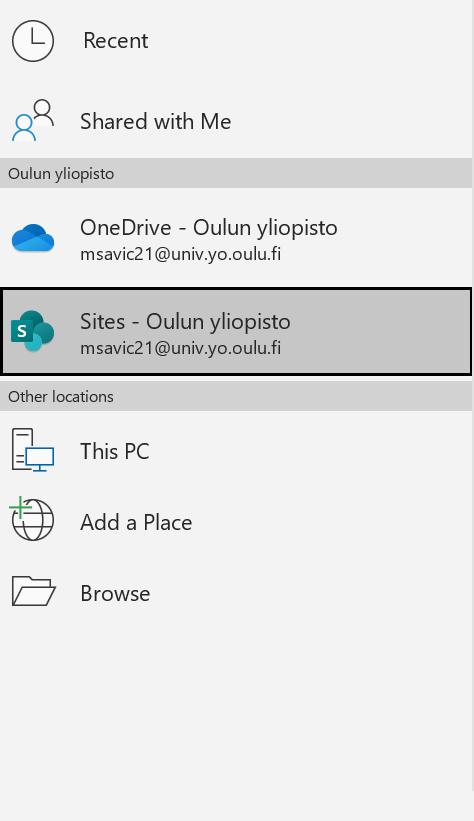 Recent
Shared with Me
Oulun yliopisto
OneDrive - Oulun yliopisto
msavic21@univ.yo.oulu.fi
S
Sites - Oulun yliopisto
msavic21@univ.yo.oulu.fi
Other locations
This PC
Add a Place
Browse